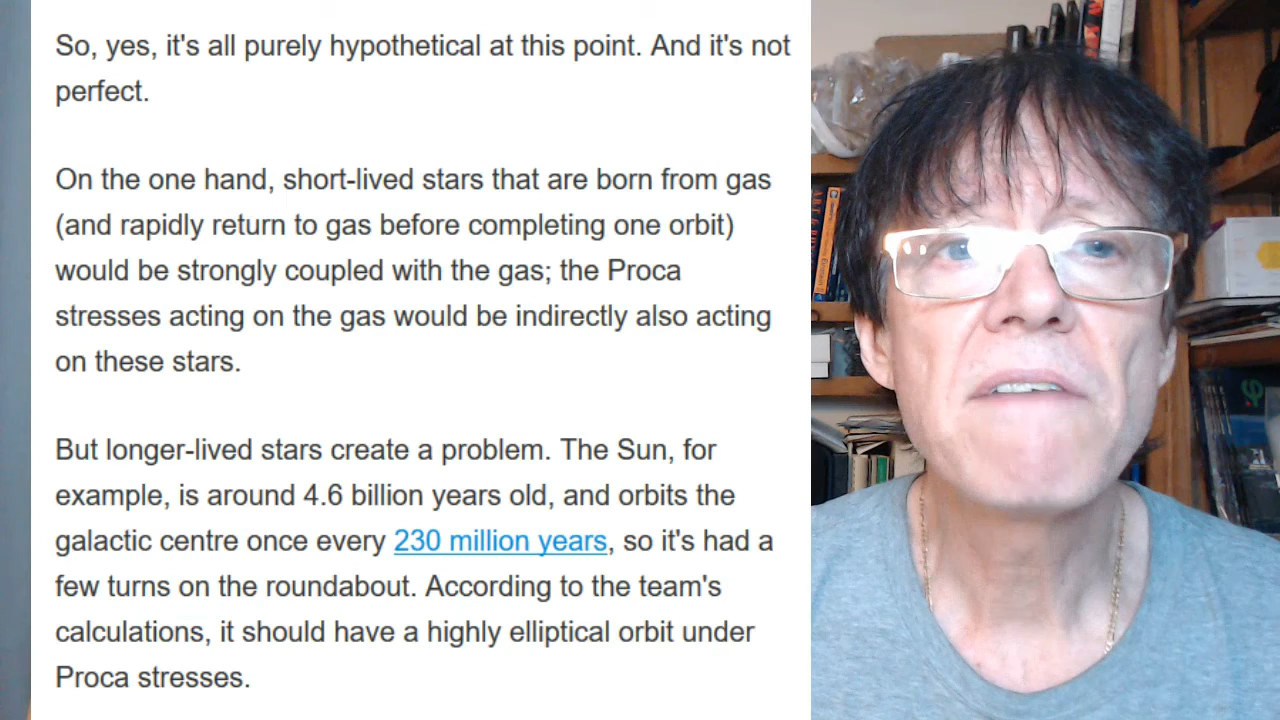 So, yes, it's all purely hypothetical at this point. And it's not
perfect.
On the one hand, short-lived stars that are born from gas
(and rapidly return to gas before completing one orbit)
would be strongly coupled with the gas; the Proca
stresses acting on the gas would be indirectly also acting
on these stars.
But longer-lived stars create a problem. The Sun, for
example, is around 4.6 billion years old, and orbits the
galactic centre once every 230 million years, so it's had a
few turns on the roundabout. According to the team's
calculations, it should have a highly elliptical orbit under
Proca stresses.